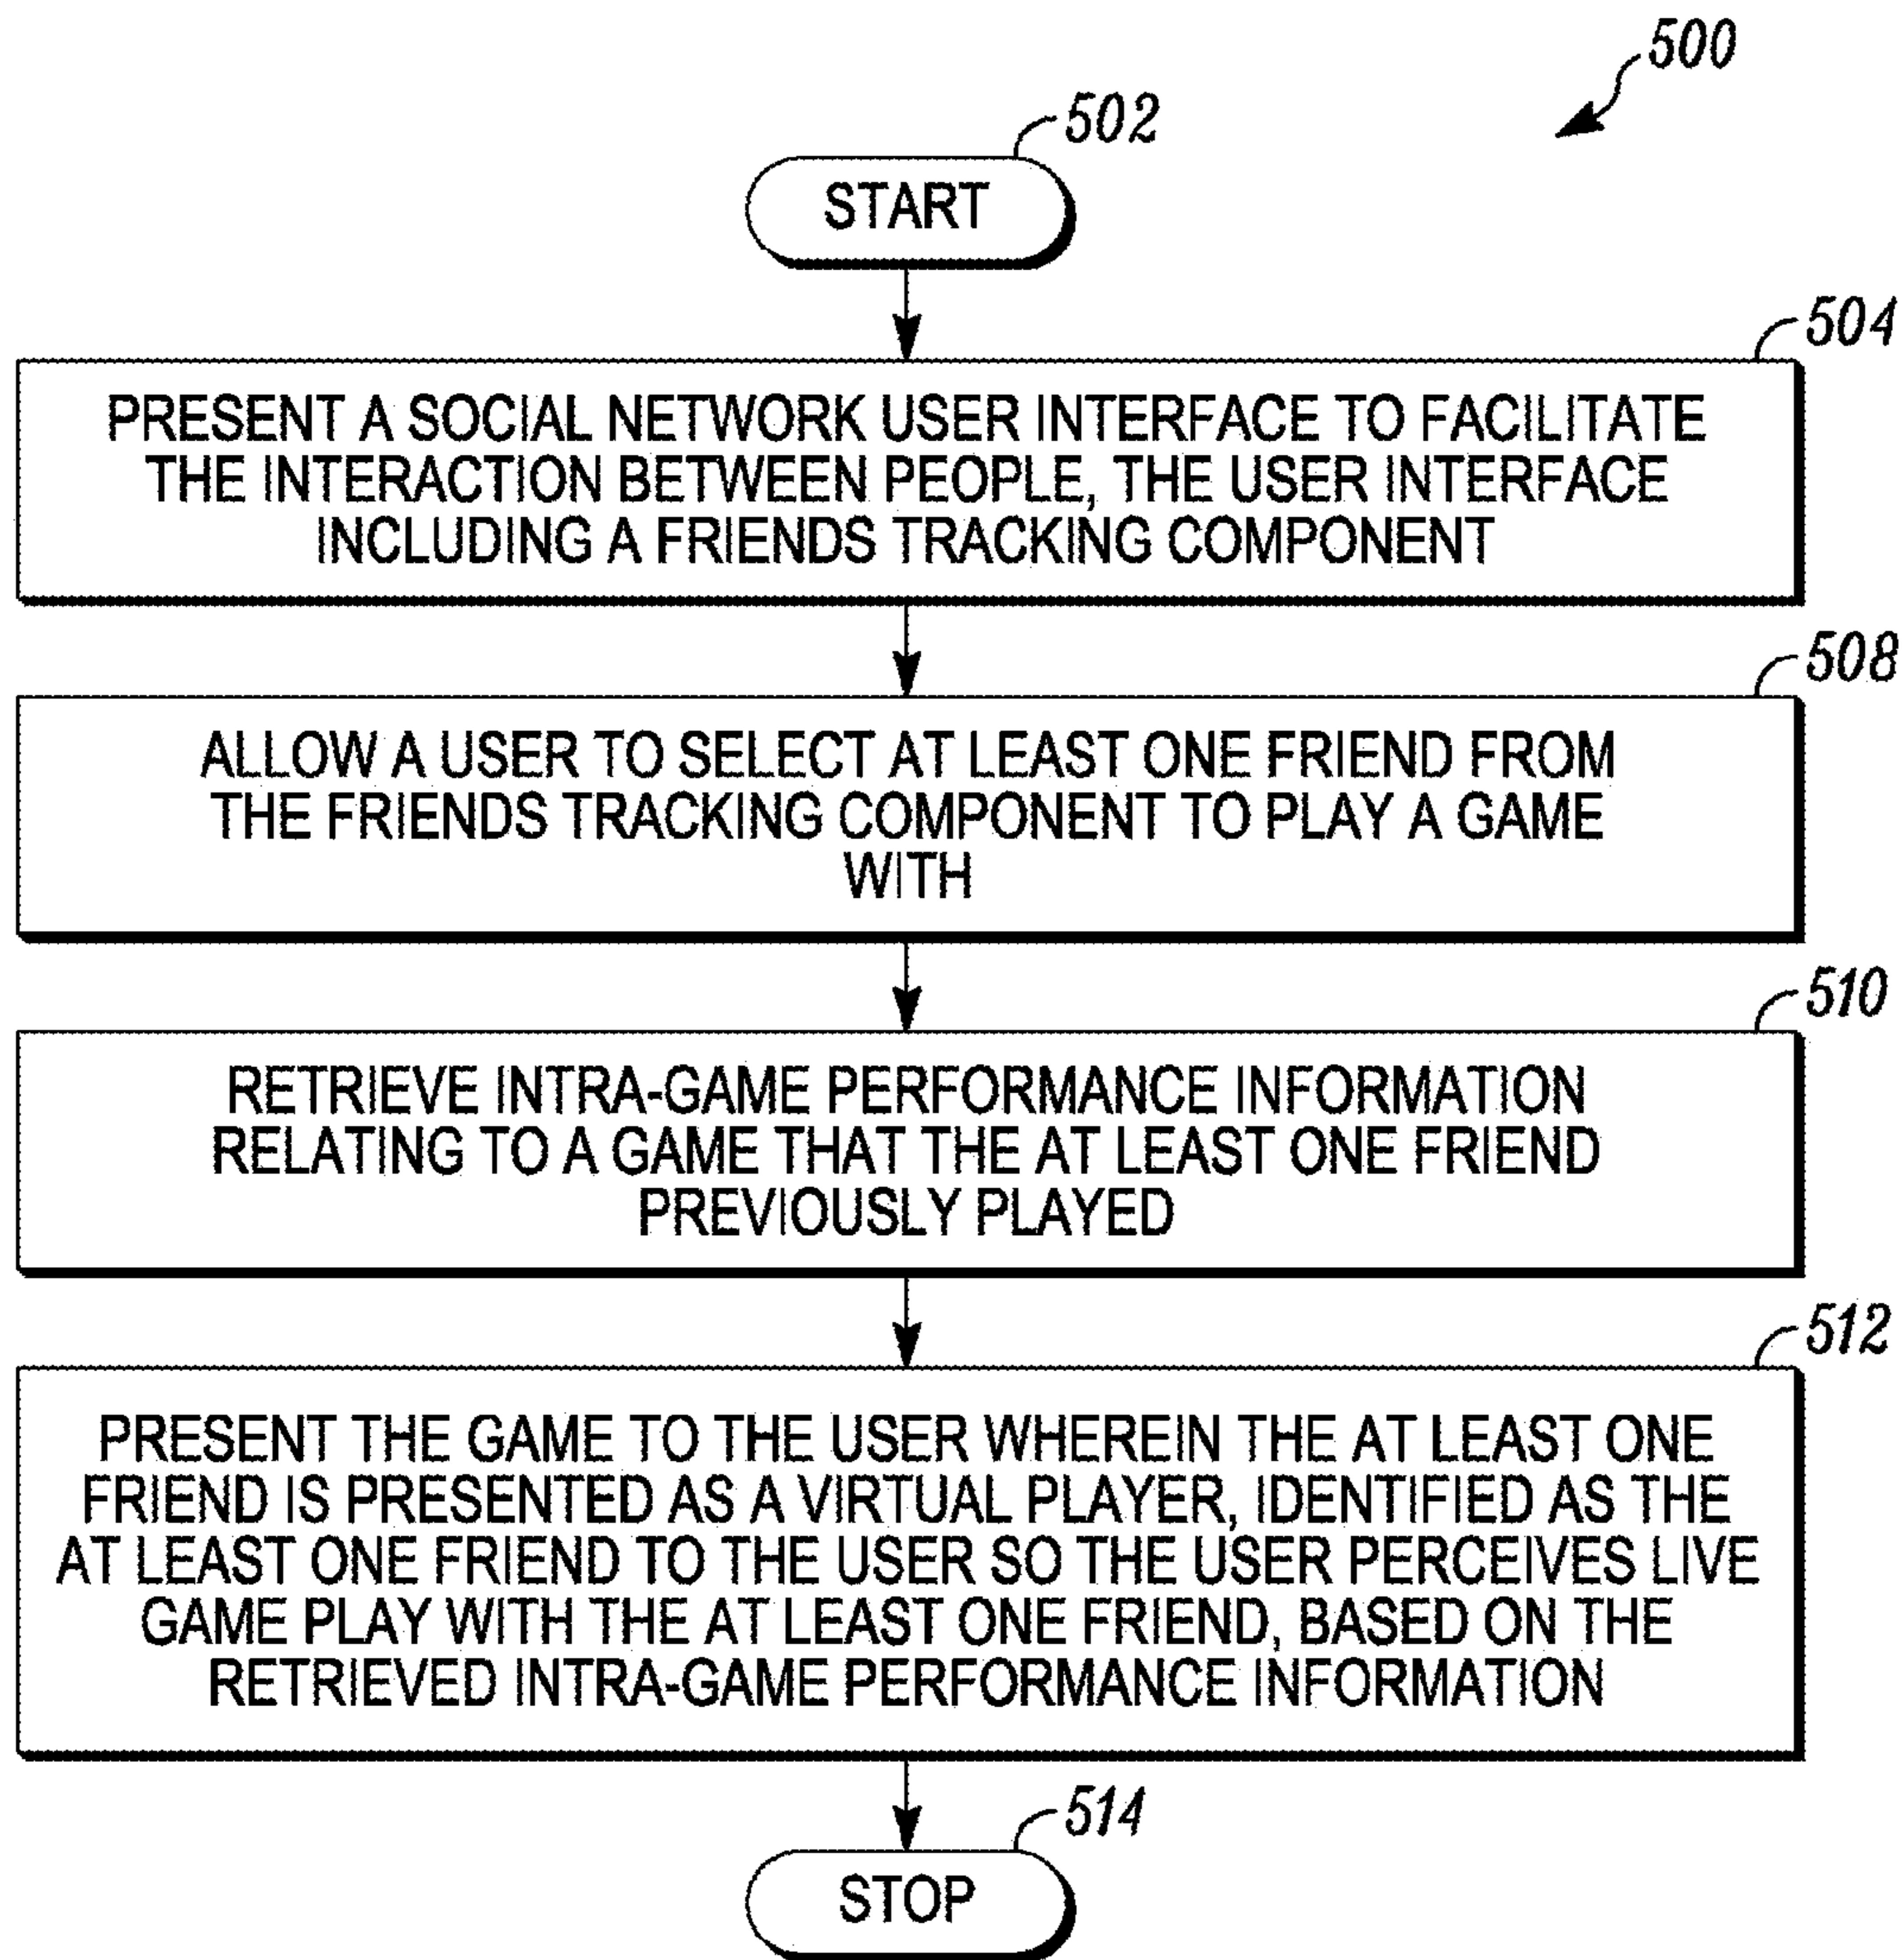 500
502
START
504
PRESENT A SOCIAL NETWORK USER INTERFACE TO FACILITATE
THE INTERACTION BETWEEN PEOPLE, THE USER INTERFACE
INCLUDING A FRIENDS TRACKING COMPONENT
508
ALLOW A USER TO SELECT AT LEAST ONE FRIEND FROM
THE FRIENDS TRACKING COMPONENT TO PLAY A GAME
WITH
510
RETRIEVE INTRA-GAME PERFORMANCE INFORMATION
RELATING TO A GAME THAT THE AT LEAST ONE FRIEND
PREVIOUSLY PLAYED
512
PRESENT THE GAME TO THE USER WHEREIN THE AT LEAST ONE
FRIEND IS PRESENTED AS A VIRTUAL PLAYER, IDENTIFIED AS THE
AT LEAST ONE FRIEND TO THE USER SO THE USER PERCEIVES LIVE
GAME PLAY WITH THE AT LEAST ONE FRIEND, BASED ON THE
RETRIEVED INTRA-GAME PERFORMANCE INFORMATION
514
STOP